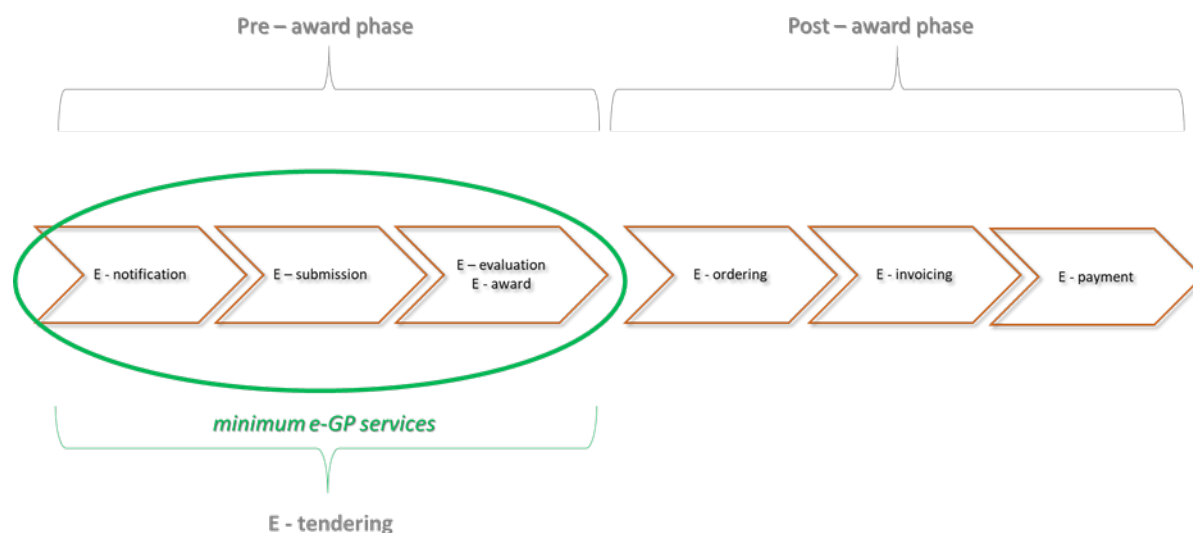 Pre – award phase
Post – award phase
E - notification
E – submission
E – evaluation
E - award
E - ordering
E - invoicing
E - payment
minimum e-GP services
E - tendering